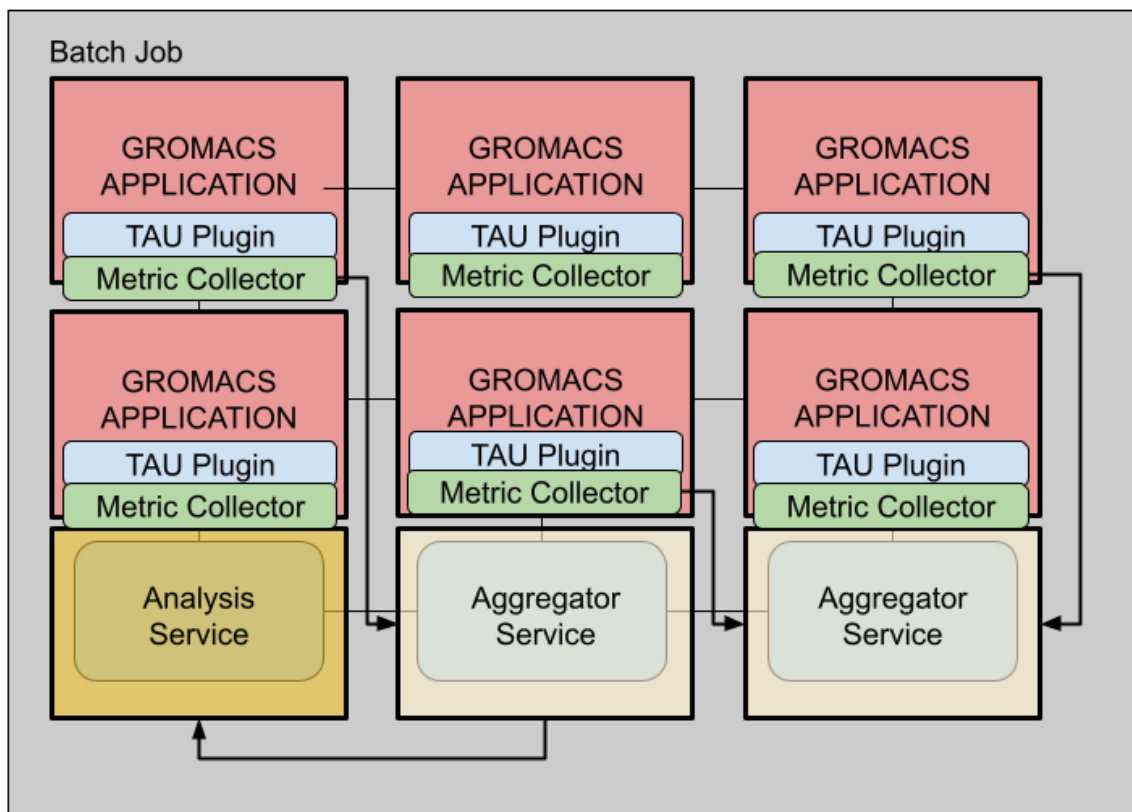 Batch Job
GROMACS
APPLICATION
TAU Plugin
Metric Collector
GROMACS
APPLICATION
TAU Plugin
Metric Collector
GROMACS
APPLICATION
TAU Plugin
Metric Collector
GROMACS
APPLICATION
TAU Plugin
Metric Collector
GROMACS
APPLICATION
TAU Plugin
Metric Collector
GROMACS
APPLICATION
TAU Plugin
Metric Collector
Analysis
Service
Aggregator
Service
Aggregator
Service